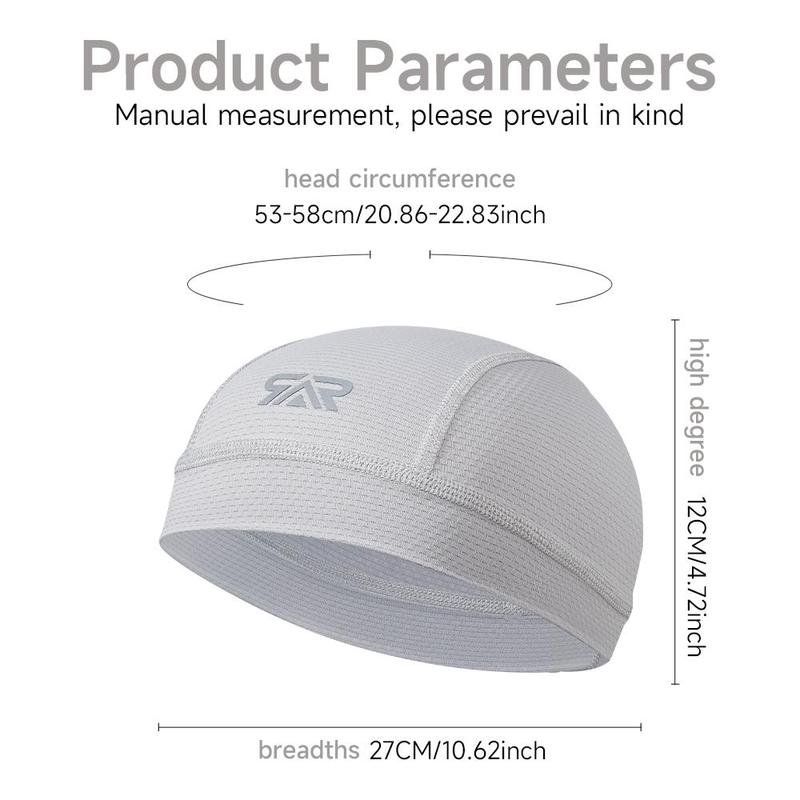 Product Parameters
Manual measurement, please prevail in kind
head circumference
53-58cm/20.86-22.83inch
RAR
high degree 12CM/4.72inch
breadths 27CM/10.62inch